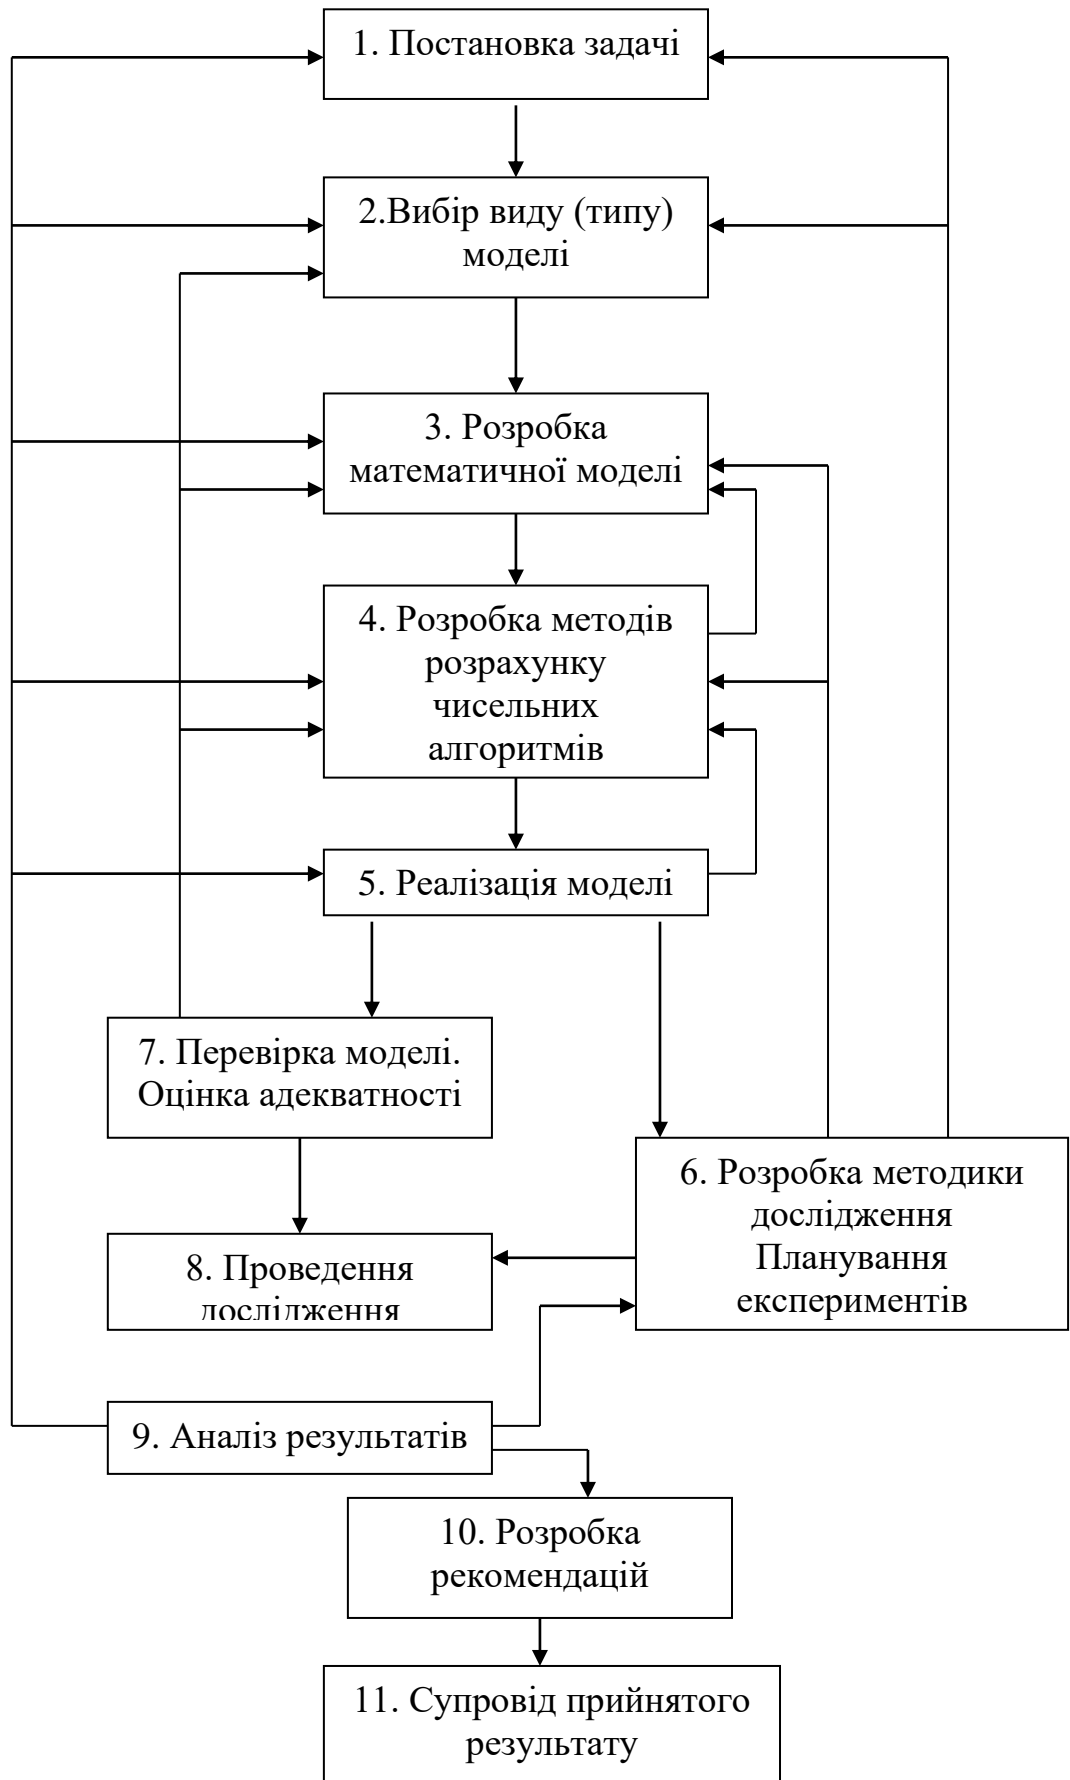 1. Постановка задачі
2.Вибір виду (типу)
моделі
3. Розробка
математичної моделі
4. Розробка методів
розрахунку
чисельних
алгоритмів
5. Реалізація моделі
7. Перевірка моделі.
Оцінка адекватності
6. Розробка методики
дослідження
Планування
експериментів
8. Проведення
дослідження
9. Аналіз результатів
10. Розробка
рекомендацій
11. Супровід прийнятого
результату